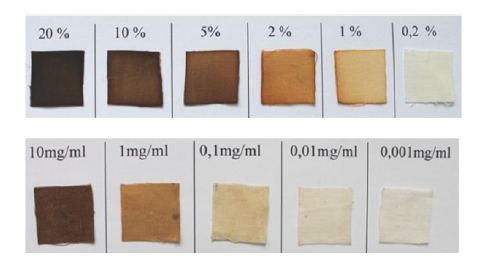 20 % 10 % 5% 2 % 1 % 0,2 %
10mg/ml 1mg/ml 0,1mg/ml 0,01mg/ml 0,001mg/ml